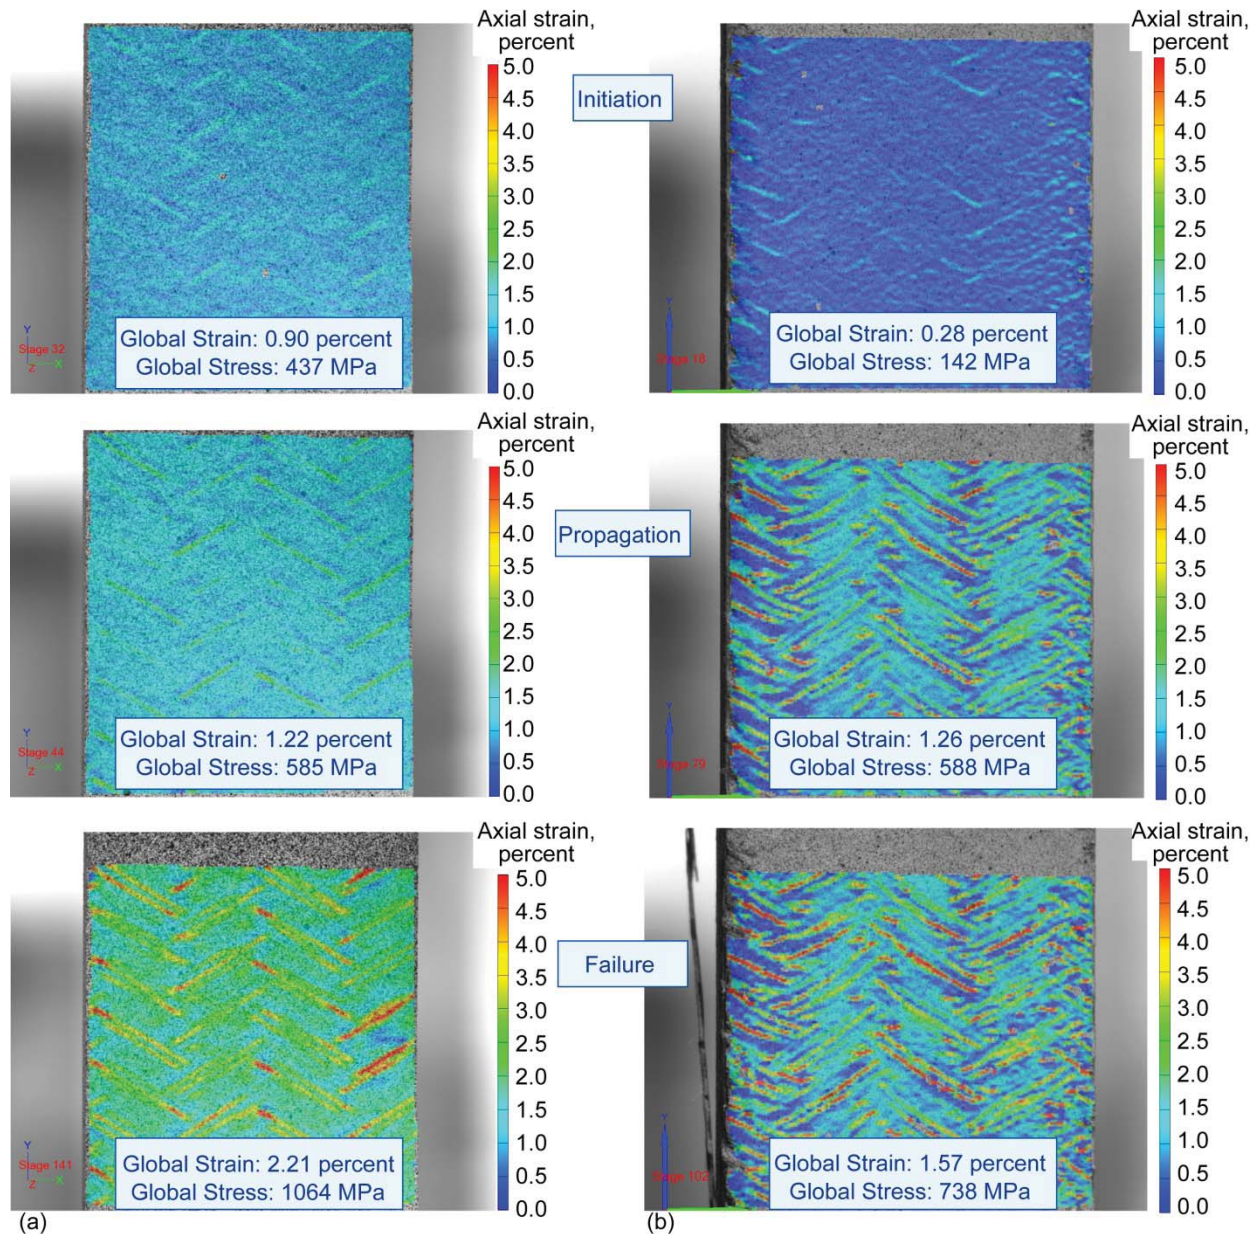 Axial strain,
percent
5.0
4.5
4.0
3.5
3.0
2.5
2.0
1.5
1.0
0.5
0.0
Y
Stage 32
Z X
Global Strain: 0.90 percent
Global Stress: 437 MPa
Initiation
Axial strain,
percent
5.0
4.5
4.0
3.5
3.0
2.5
2.0
1.5
1.0
0.5
0.0
Y
Stage 18
Global Strain: 0.28 percent
Global Stress: 142 MPa
Axial strain,
percent
5.0
4.5
4.0
3.5
3.0
2.5
2.0
1.5
1.0
0.5
0.0
Y
Stage 44
Z X
Global Strain: 1.22 percent
Global Stress: 585 MPa
Propagation
Axial strain,
percent
5.0
4.5
4.0
3.5
3.0
2.5
2.0
1.5
1.0
0.5
0.0
Y
Stage 79
Global Strain: 1.26 percent
Global Stress: 588 MPa
Axial strain,
percent
5.0
4.5
4.0
3.5
3.0
2.5
2.0
1.5
1.0
0.5
0.0
Y
Stage 141
Z X
Global Strain: 2.21 percent
Global Stress: 1064 MPa
(a)
Failure
Axial strain,
percent
5.0
4.5
4.0
3.5
3.0
2.5
2.0
1.5
1.0
0.5
0.0
Y
Stage 102
Global Strain: 1.57 percent
Global Stress: 738 MPa
(b)